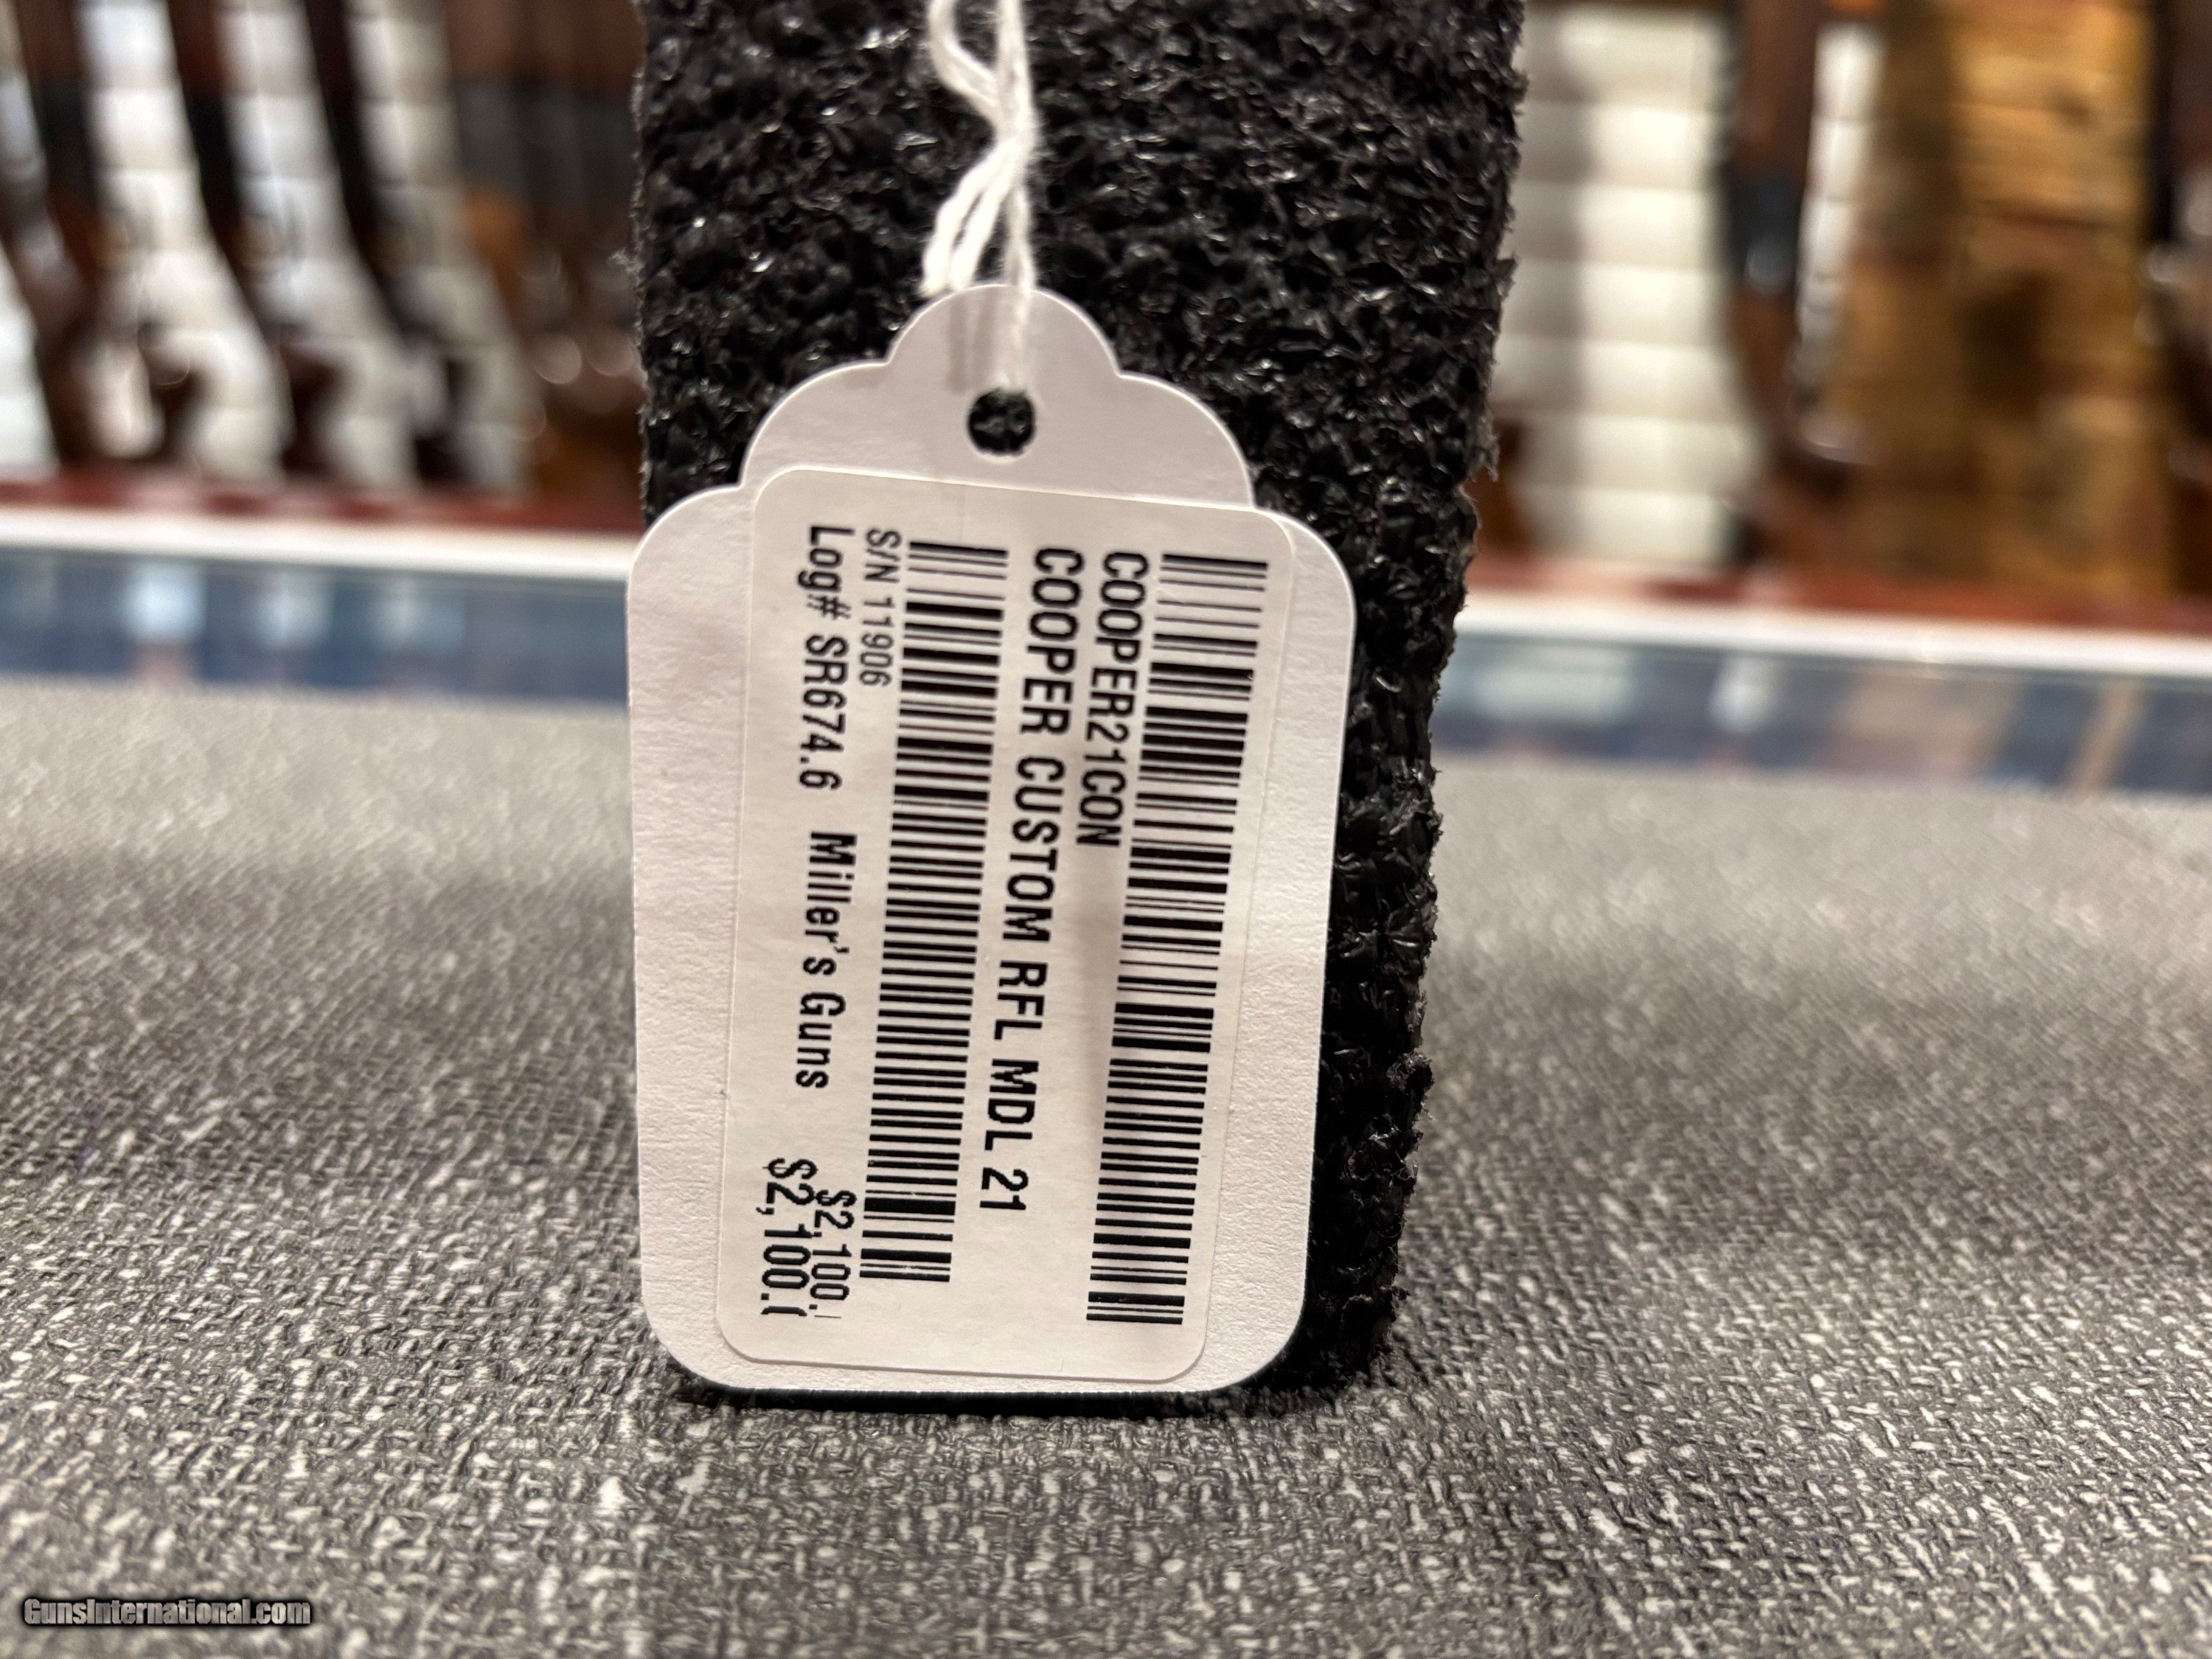 COOPER21CON
COOPER CUSTOM RFL MDL 21
S/N 11906
$2,100.
Log# SR674.6 Miller's Guns
$2,100.(
GunsInternational.com